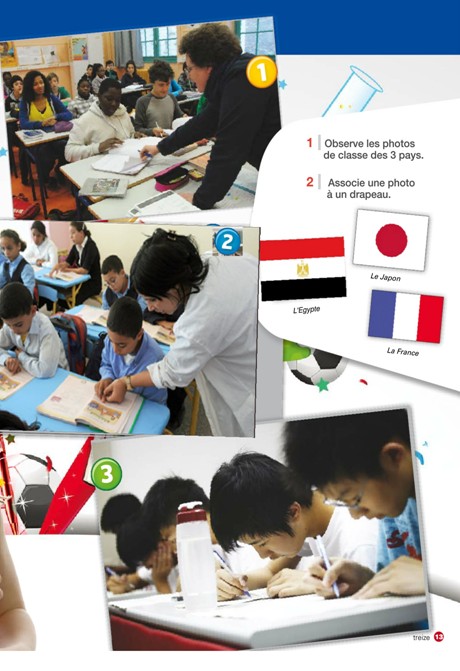 1
1 Observe les photos
de classe des 3 pays.
2 Associe une photo
à un drapeau.
2
Le Japon
L'Egypte
La France
3
treize 13